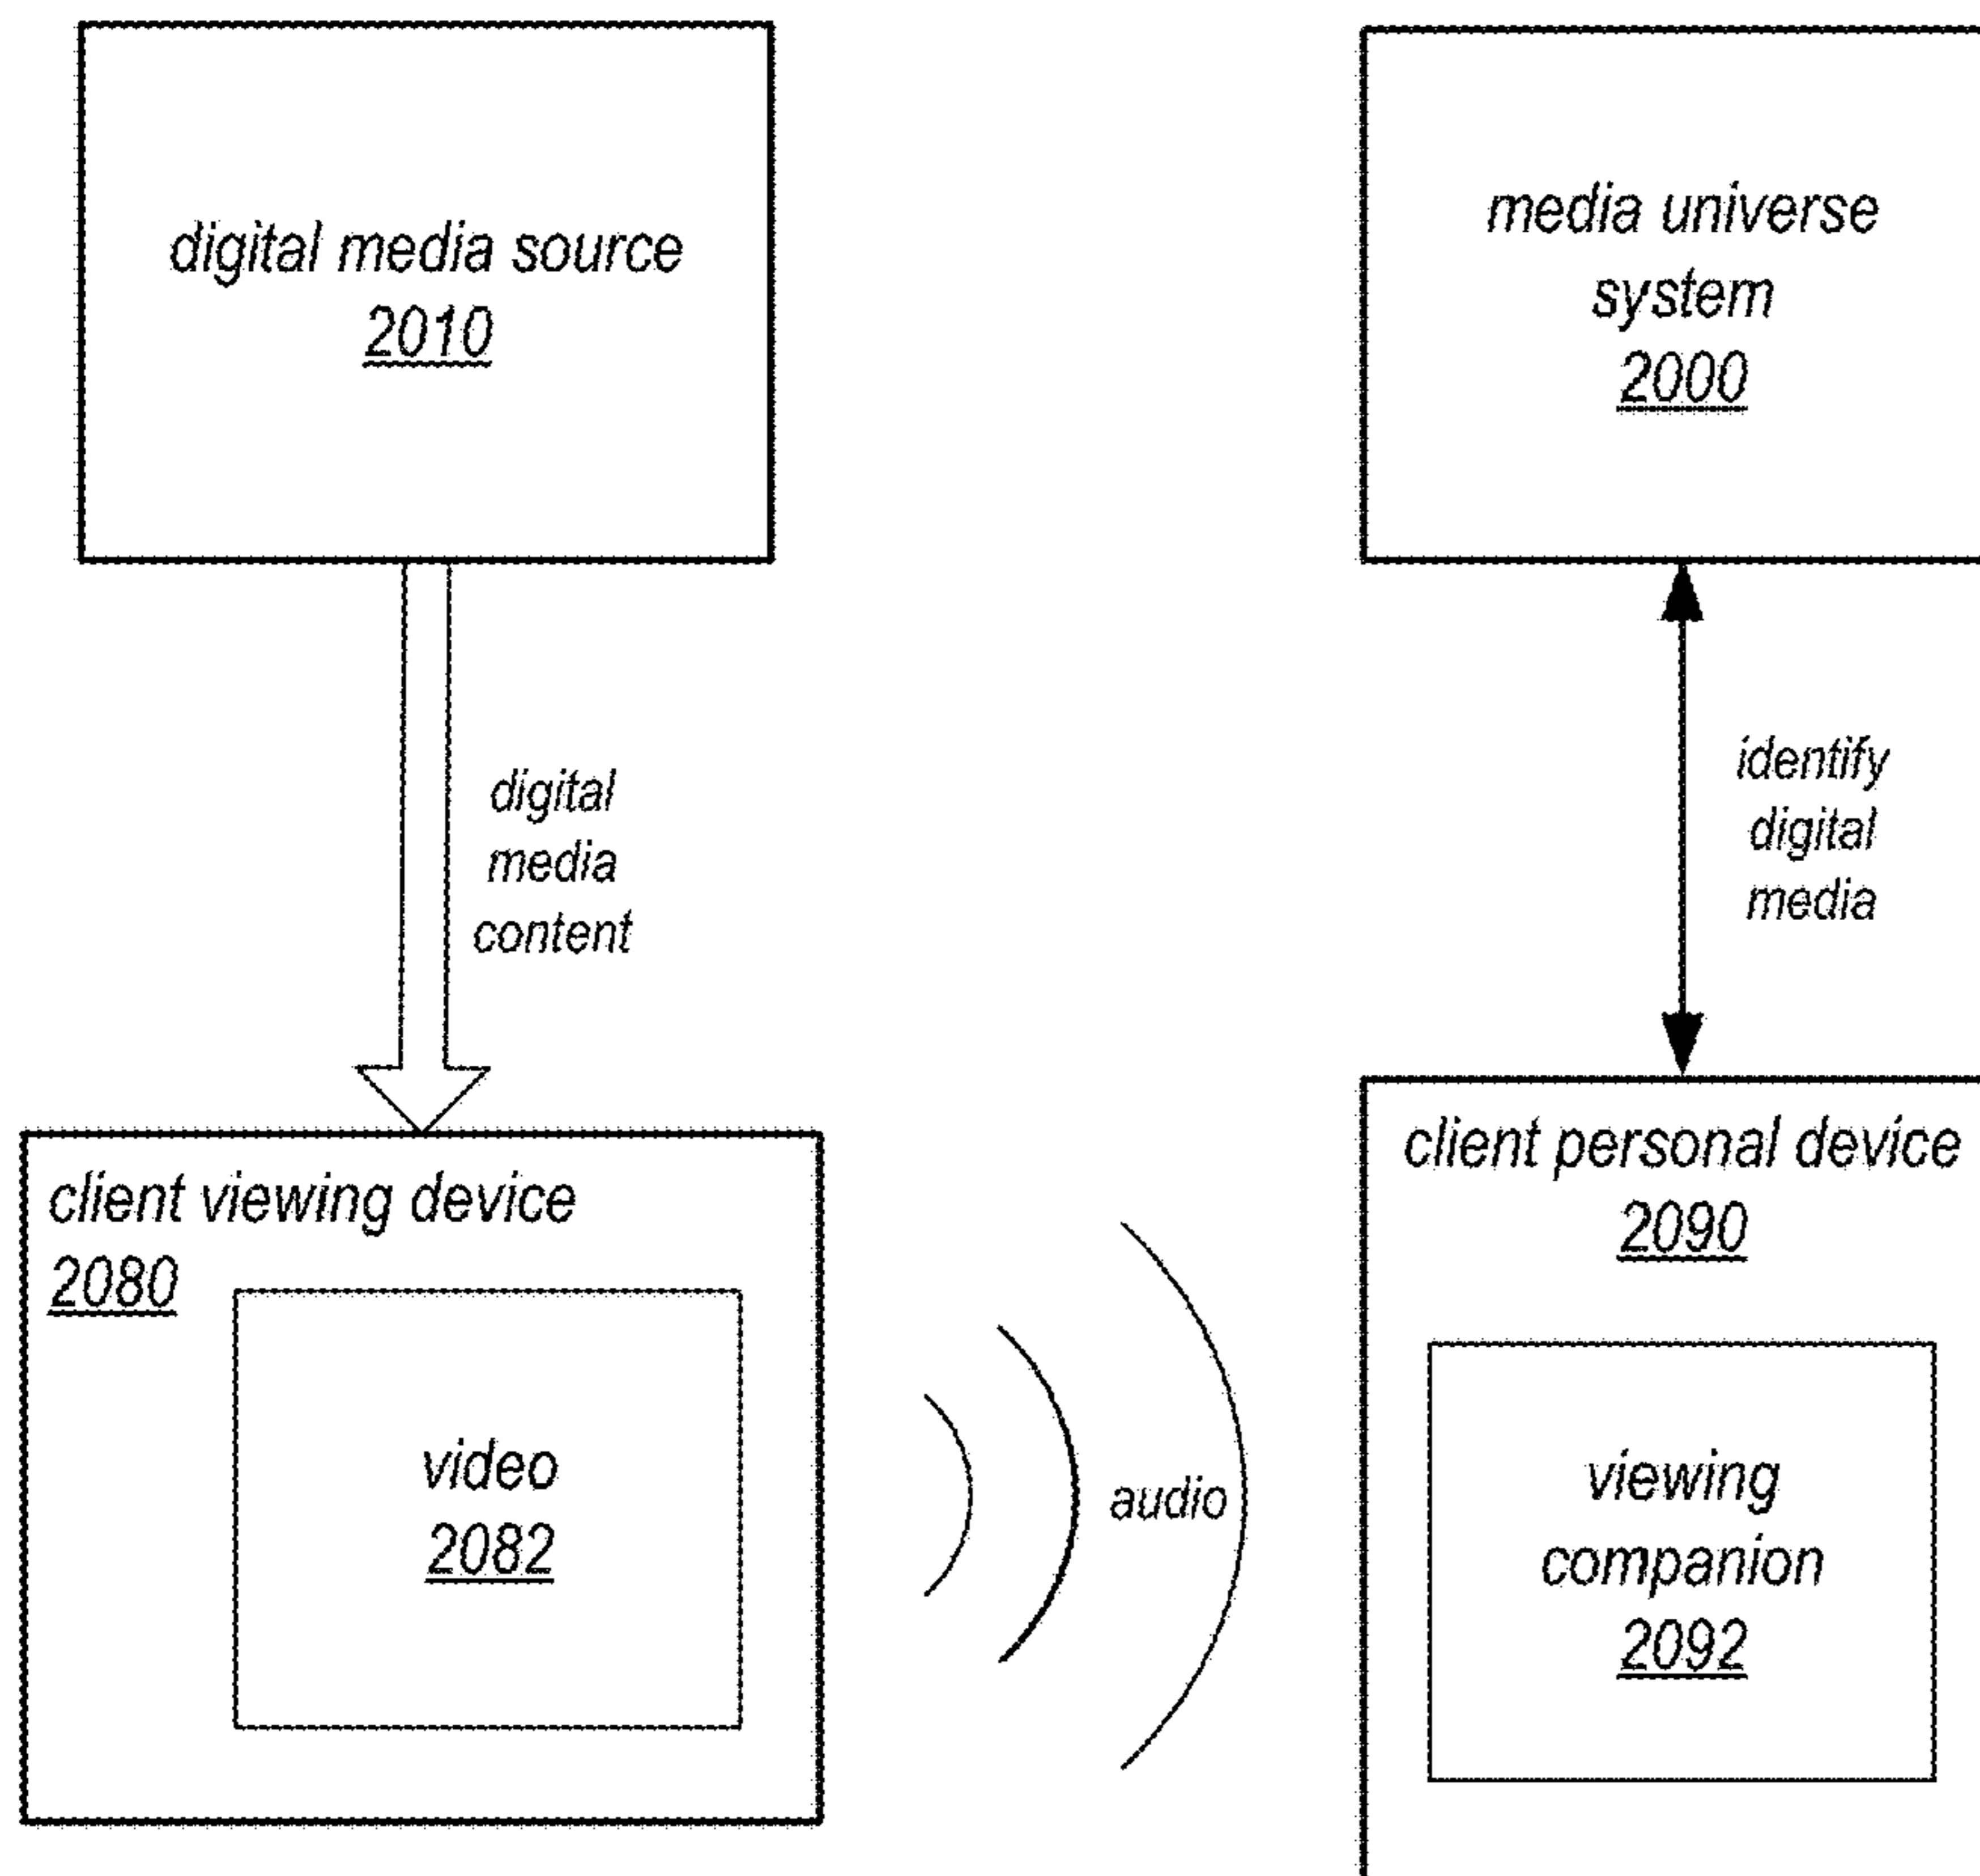 digital media source
2010
media universe
system
2000
digital
media
content
identify
digital
media
client viewing device
2080
video
2082
audio
client personal device
2090
viewing
companion
2092